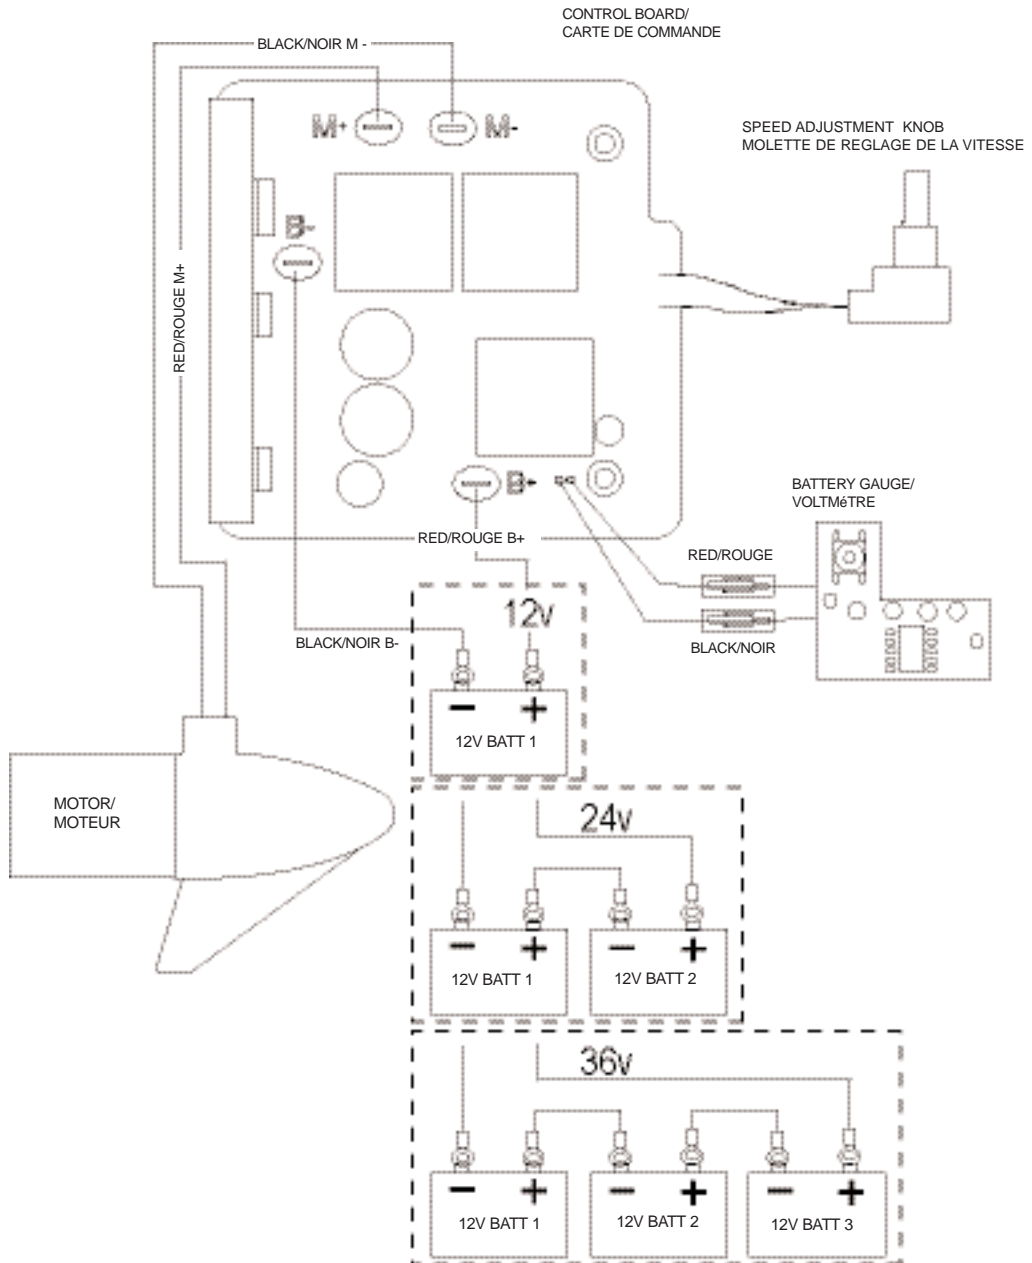 CONTROL BOARD/
CARTE DE COMMANDE
BLACK/NOIR M -
M+
M-
SPEED ADJUSTMENT KNOB
MOLETTE DE REGLAGE DE LA VITESSE
B-
RED/ROUGE M+
B+
BATTERY GAUGE/
VOLTMéTRE
RED/ROUGE B+
RED/ROUGE
BLACK/NOIR
BLACK/NOIR B-
12v
- +
12V BATT 1
MOTOR/
MOTEUR
24v
- + - +
12V BATT 1
12V BATT 2
36v
- + - + - +
12V BATT 1
12V BATT 2
12V BATT 3